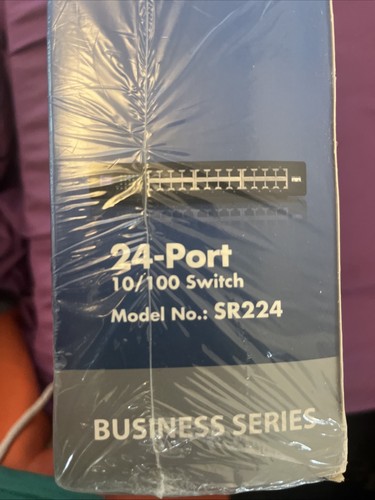 24-Port
10/100 Switch
Model No.: SR224
BUSINESS SERIES